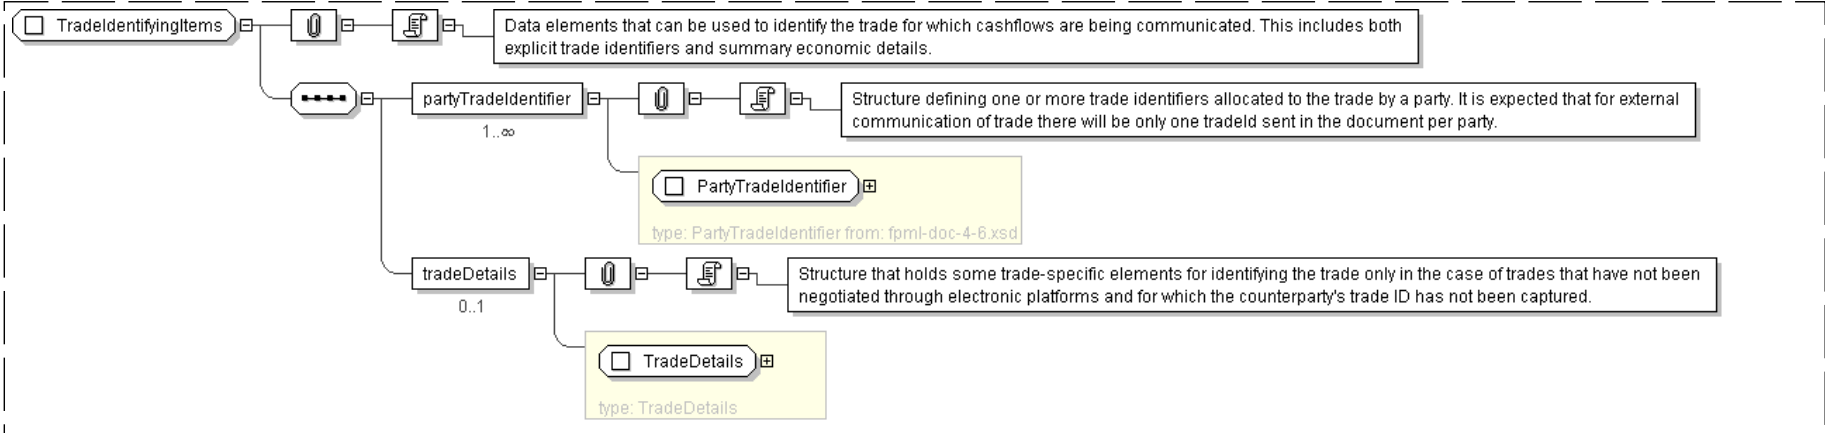 TradeIdentifyingItems
Data elements that can be used to identify the trade for which cashflows are being communicated. This includes both
explicit trade identifiers and summary economic details.
partyTradeIdentifier
1..∞
Structure defining one or more trade identifiers allocated to the trade by a party. It is expected that for external
communication of trade there will be only one tradeId sent in the document per party.
PartyTradeIdentifier
type: PartyTradeIdentifier from: fpml-doc-4-6.xsd
tradeDetails
0..1
Structure that holds some trade-specific elements for identifying the trade only in the case of trades that have not been
negotiated through electronic platforms and for which the counterparty's trade ID has not been captured.
TradeDetails
type: TradeDetails